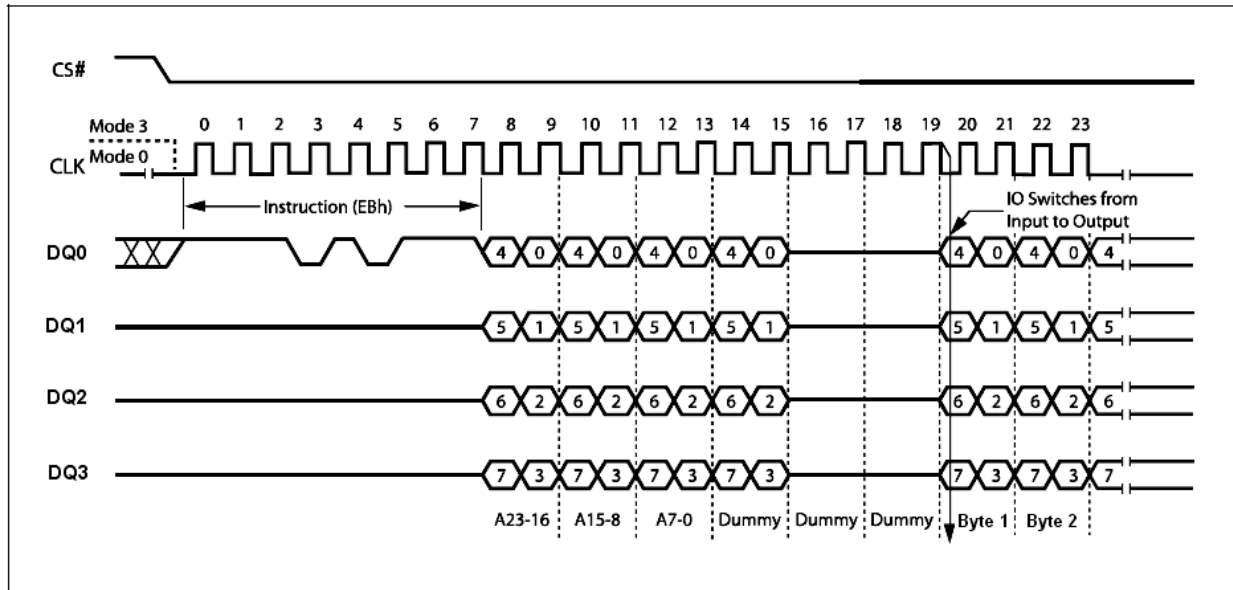 CS#
Mode 3
0 1 2 3 4 5 6 7 8 9 10 11 12 13 14 15 16 17 18 19 20 21 22 23
CLK
Mode 0
Instruction (EBh)
IO Switches from
Input to Output
DQ0
4 0 4 0 4 0 4 0 4 0 4 0 4
DQ1
5 1 5 1 5 1 5 1 5 1 5 1 5
DQ2
6 2 6 2 6 2 6 2 6 2 6 2 6
DQ3
7 3 7 3 7 3 7 3 7 3 7 3 7
A23-16 A15-8 A7-0 Dummy Dummy Dummy Byte 1 Byte 2